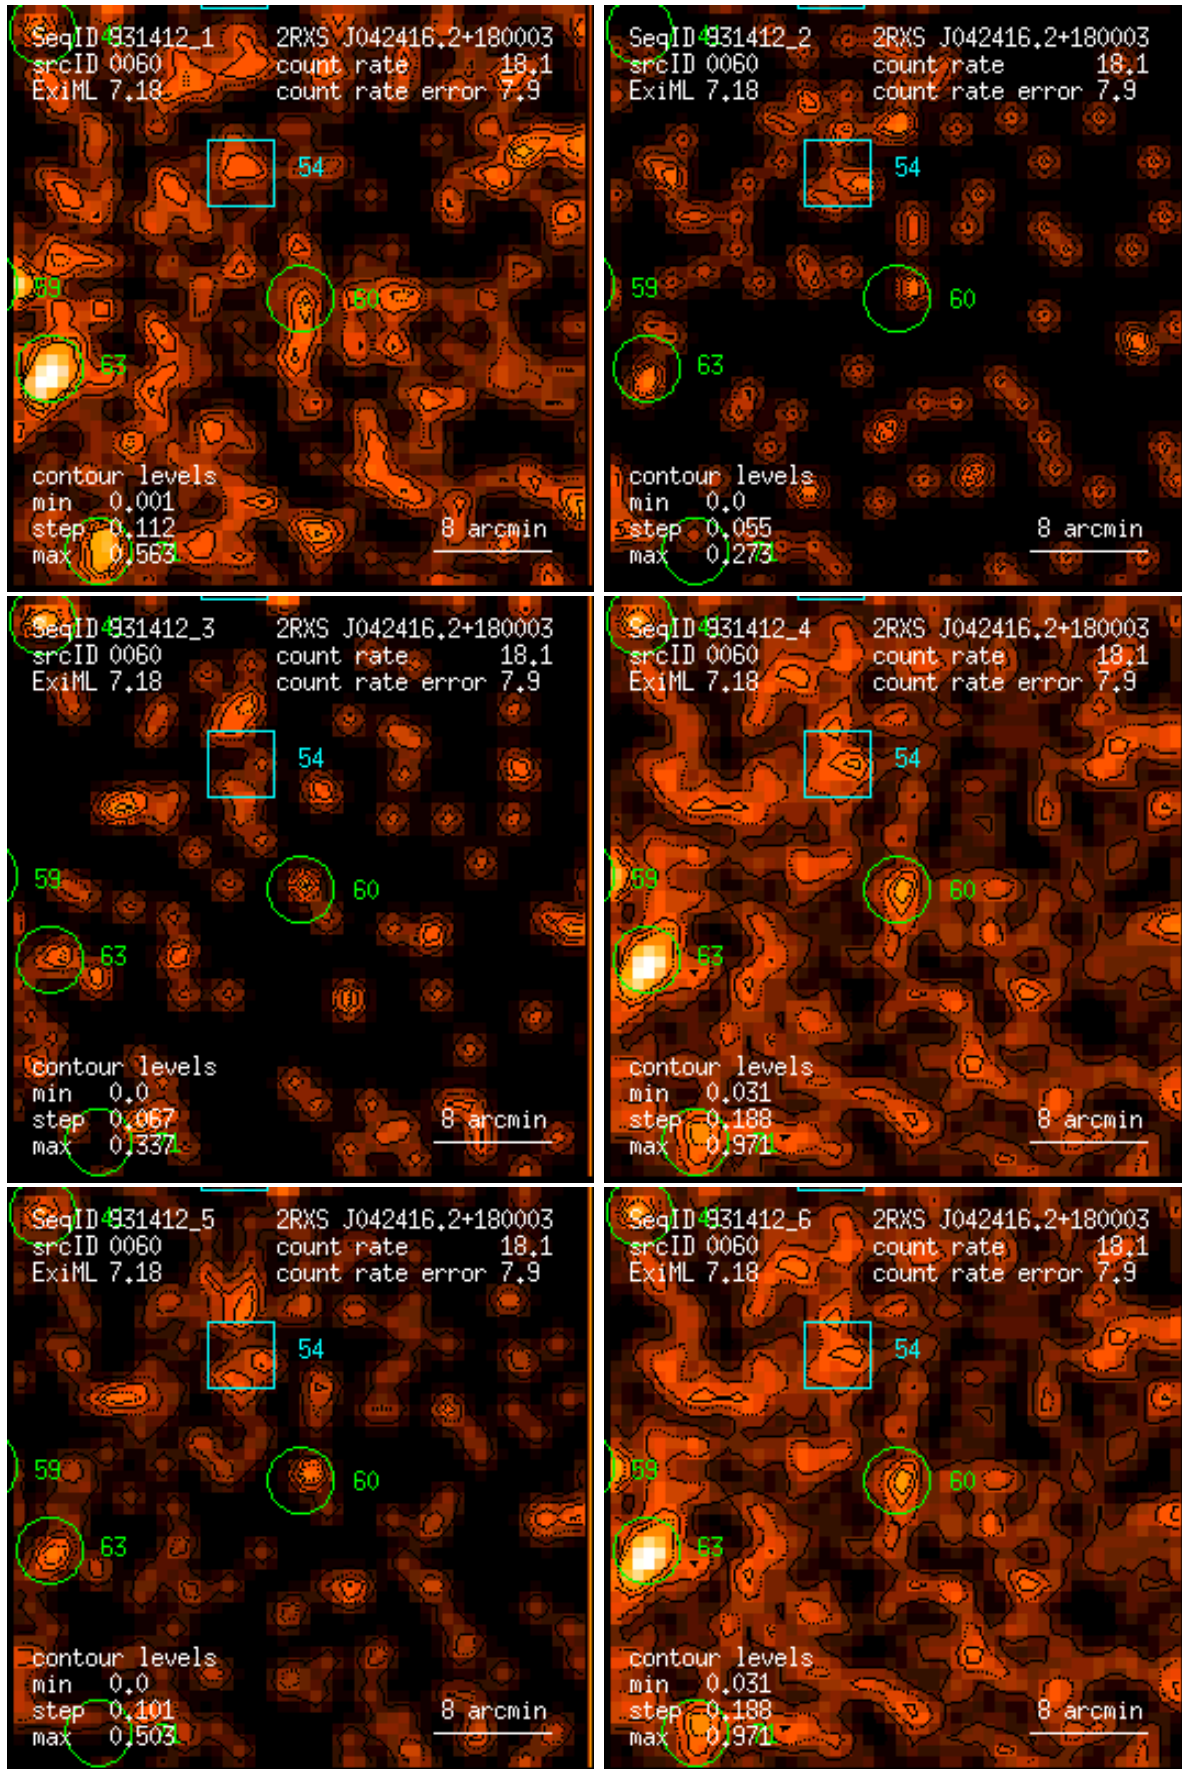 SeqID 931412_1 2RXS J042416.2+180003
srcID 0060 count rate 18.1
ExiML 7.18 count rate error 7.9
54
59 60
63
contour levels
min 0.001
step 0.112 8 arcmin
max 0.563 71
SeqID 931412_2 2RXS J042416.2+180003
srcID 0060 count rate 18.1
ExiML 7.18 count rate error 7.9
54
59 60
63
contour levels
min 0.0
step 0.055 8 arcmin
max 0.273 71
SeqID 931412_3 2RXS J042416.2+180003
srcID 0060 count rate 18.1
ExiML 7.18 count rate error 7.9
54
59 60
63
contour levels
min 0.0
step 0.067 8 arcmin
max 0.337 71
SeqID 931412_4 2RXS J042416.2+180003
srcID 0060 count rate 18.1
ExiML 7.18 count rate error 7.9
54
59 60
63
contour levels
min 0.031
step 0.188 8 arcmin
max 0.971 71
SeqID 931412_5 2RXS J042416.2+180003
srcID 0060 count rate 18.1
ExiML 7.18 count rate error 7.9
54
59 60
63
contour levels
min 0.0
step 0.101 8 arcmin
max 0.503 71
SeqID 931412_6 2RXS J042416.2+180003
srcID 0060 count rate 18.1
ExiML 7.18 count rate error 7.9
54
59 60
63
contour levels
min 0.031
step 0.188 8 arcmin
max 0.971 71